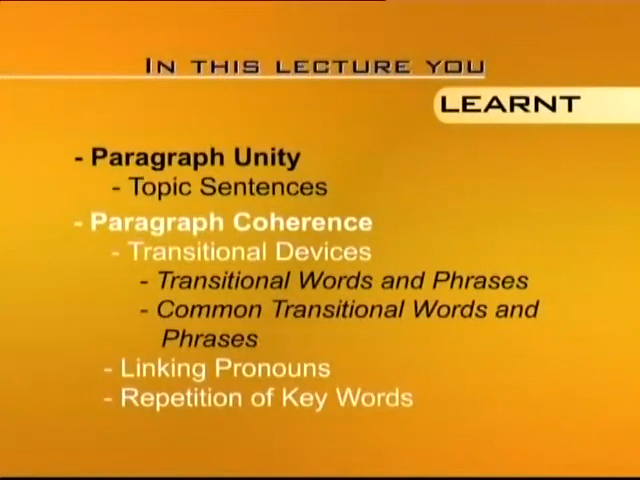 IN THIS LECTURE YOU
LEARNT
- Paragraph Unity
- Topic Sentences
- Paragraph Coherence
- Transitional Devices
- Transitional Words and Phrases
- Common Transitional Words and
Phrases
- Linking Pronouns
- Repetition of Key Words